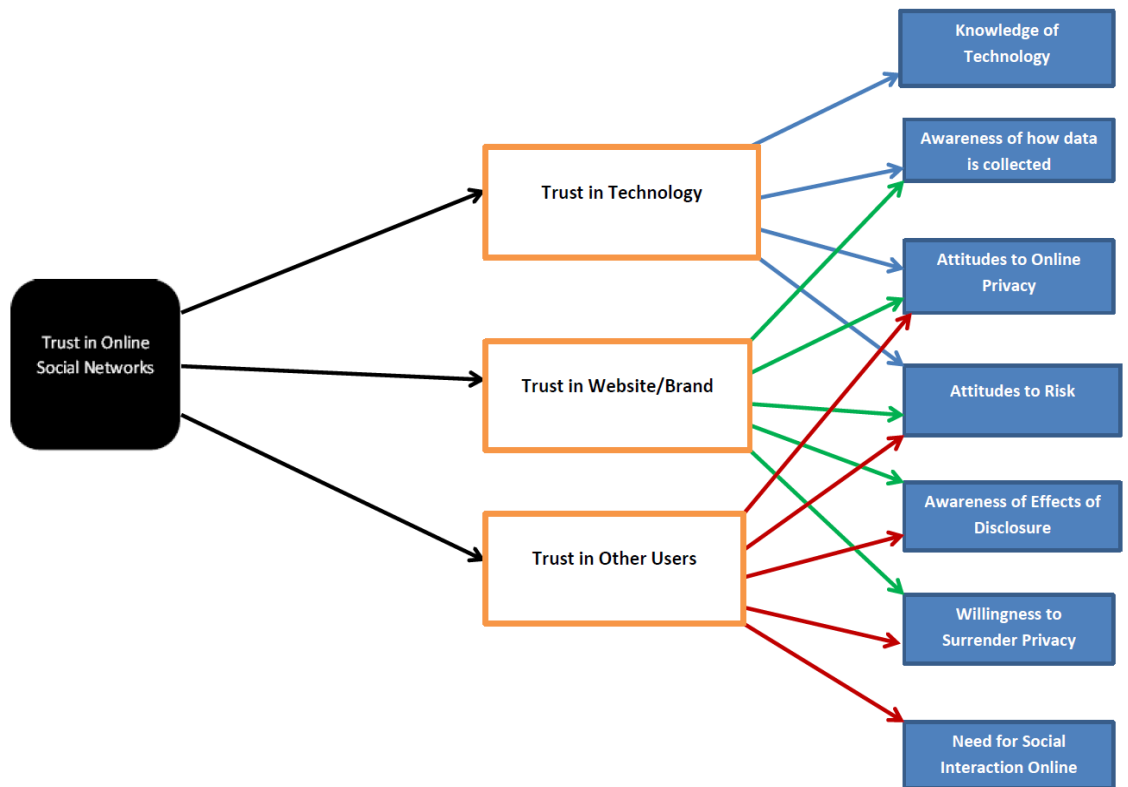 Knowledge of
Technology
Awareness of how data
is collected
Trust in Technology
Attitudes to Online
Privacy
Trust in Online
Social Networks
Trust in Website/Brand
Attitudes to Risk
Awareness of Effects of
Disclosure
Trust in Other Users
Willingness to
Surrender Privacy
Need for Social
Interaction Online